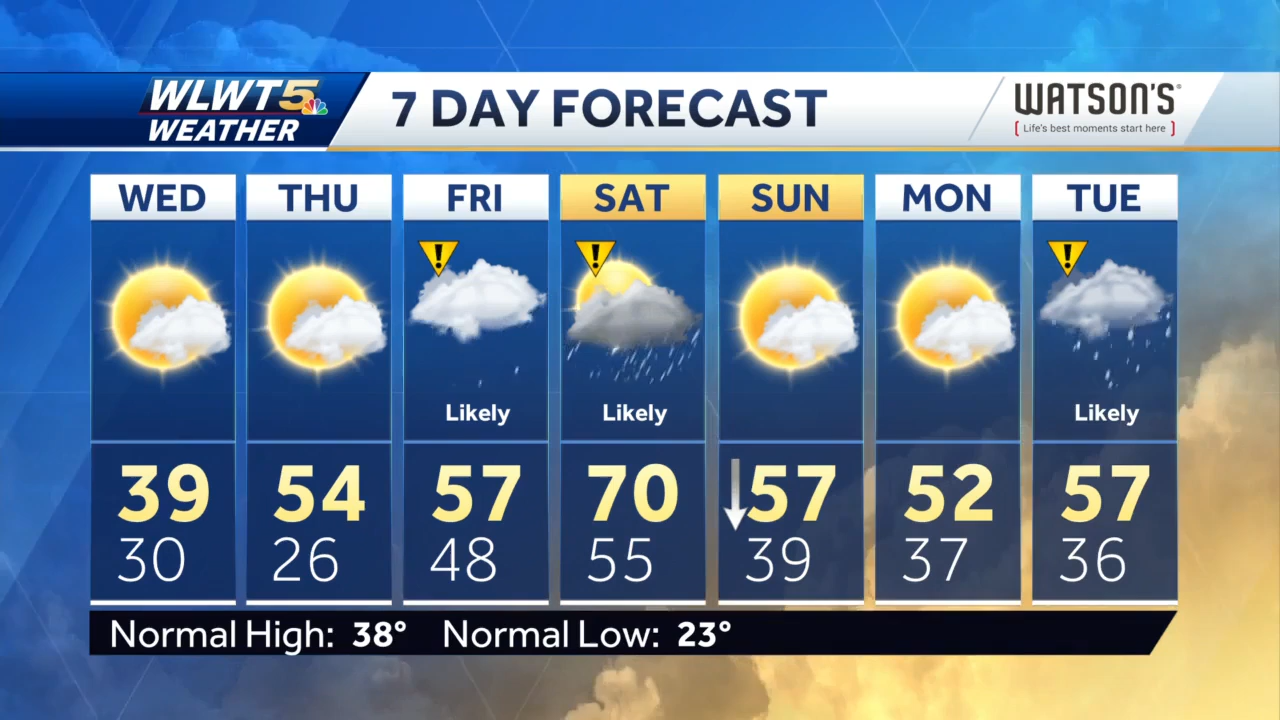 WLWT 5
WEATHER
7 DAY FORECAST
WATSON'S®
[ Life's best moments start here ]
WED THU FRI SAT SUN MON TUE
! ! !
Likely Likely Likely
39 54 57 70 57 52 57
30 26 48 55 39 37 36
Normal High: 38° Normal Low: 23°